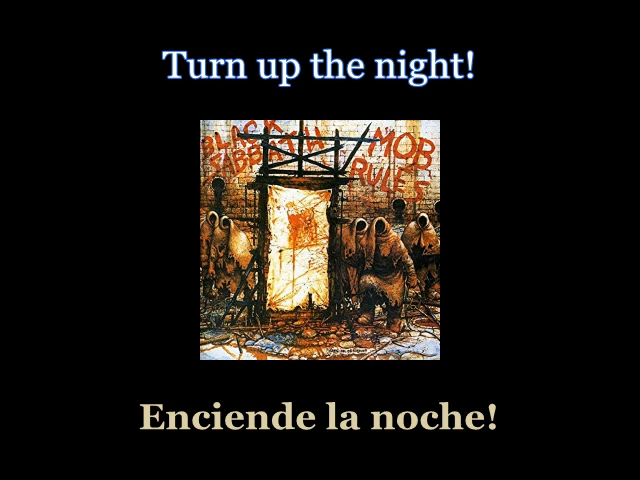 Turn up the night!
BLACK MOB
SABBATH RULES
Enciende la noche!